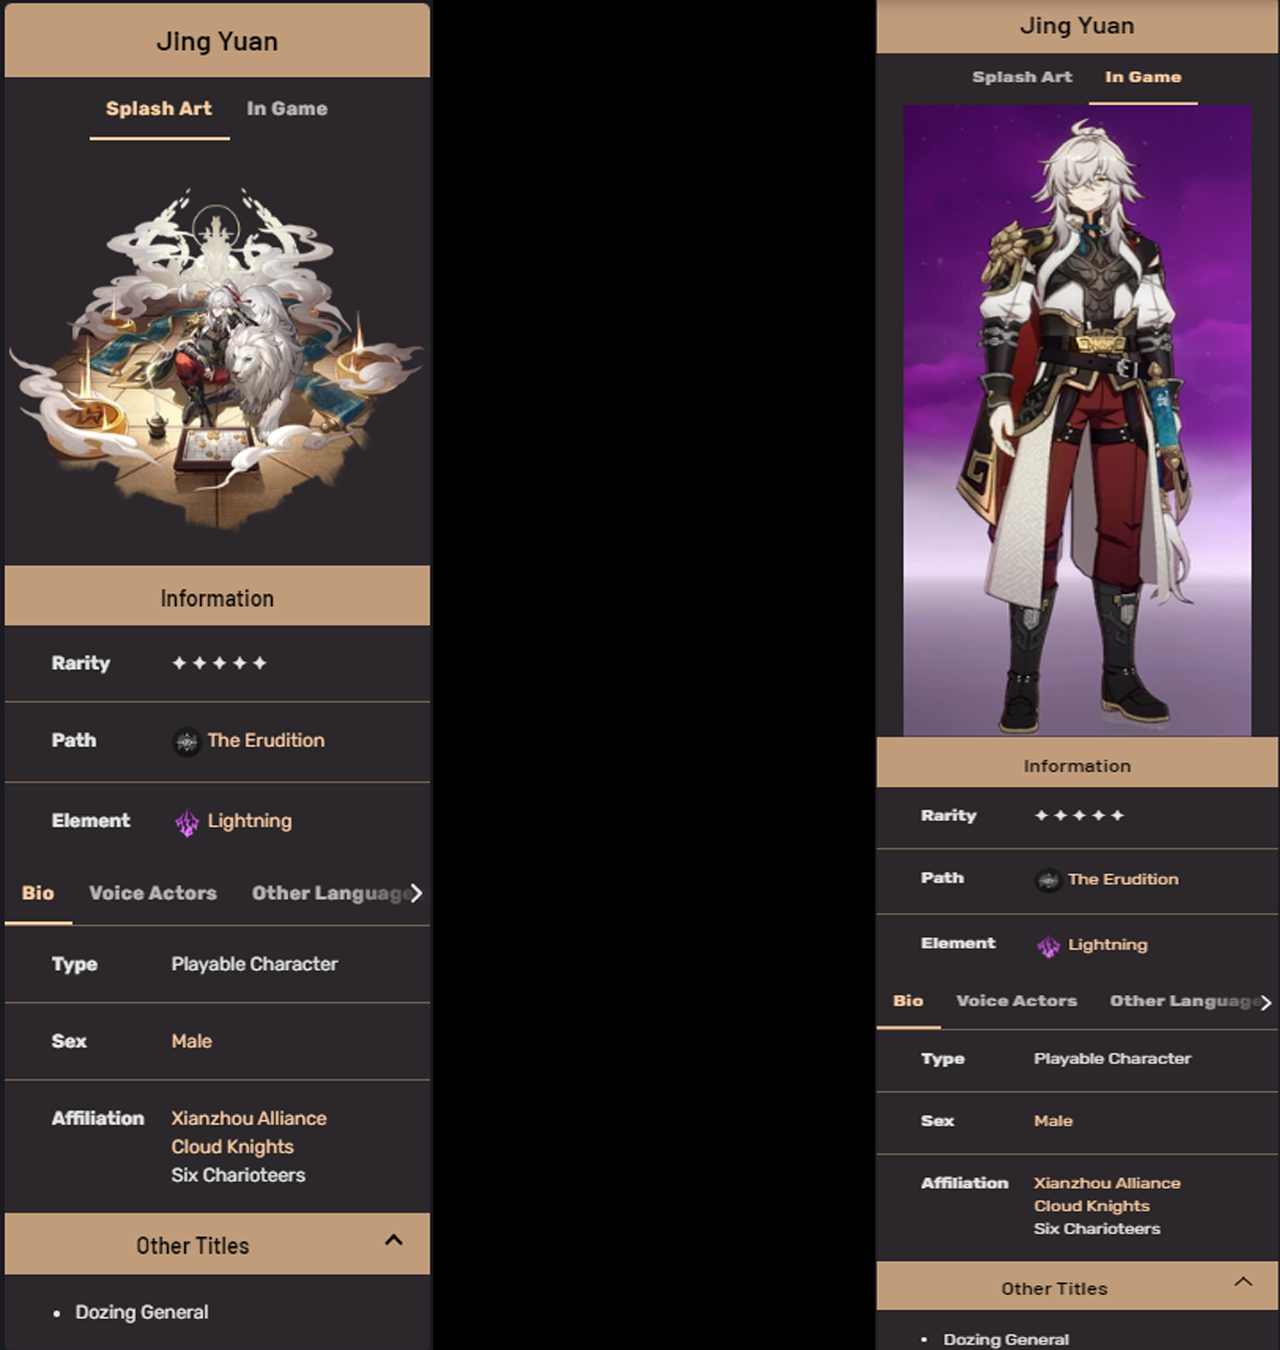 Jing Yuan
Splash Art In Game
Information
Rarity
Path The Erudition
Element Lightning
Bio Voice Actors Other Language
Type Playable Character
Sex Male
Affiliation Xianzhou Alliance
Cloud Knights
Six Charioteers
Other Titles
• Dozing General
Jing Yuan
Splash Art In Game
Information
Rarity
Path The Erudition
Element Lightning
Bio Voice Actors Other Language
Type Playable Character
Sex Male
Affiliation Xianzhou Alliance
Cloud Knights
Six Charioteers
Other Titles
• Dozing General